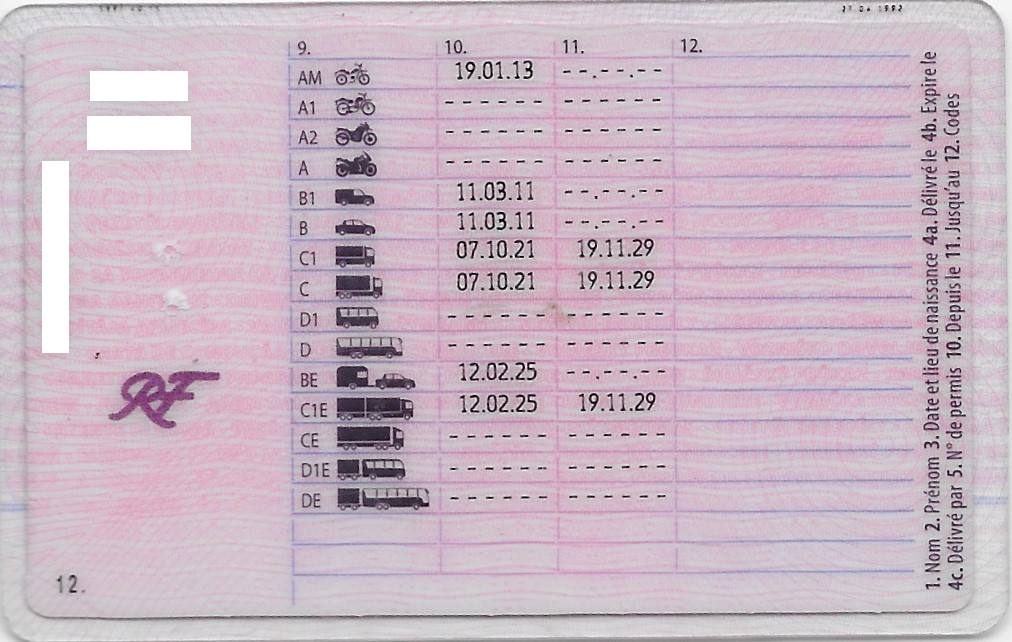 27 04 1992
9. 10. 11. 12.
AM 19.01.13 --.--.--
A1 ------ ------
A2 ------ ------
A ------ ------
B1 11.03.11 --.--.--
B 11.03.11 --.--.--
C1 07.10.21 19.11.29
C 07.10.21 19.11.29
D1 ------ ------
D ------ ------
BE 12.02.25 --.--.--
C1E 12.02.25 19.11.29
CE ------ ------
D1E ------ ------
DE ------ ------
RF
12.
1. Nom 2. Prénom 3. Date et lieu de naissance 4a. Délivré le 4b. Expire le
4c. Délivré par 5. N° de permis 10. Depuis le 11. Jusqu'au 12. Codes